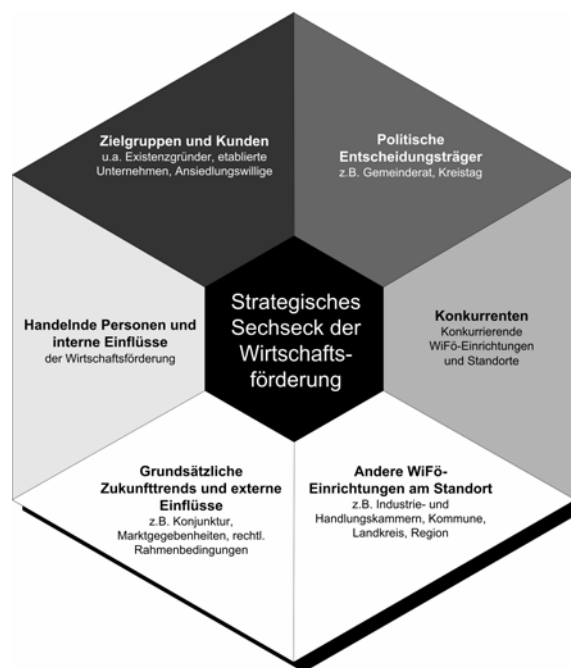 Zielgruppen und Kunden
u.a. Existenzgründer, etablierte
Unternehmen, Ansiedlungswillige
Politische
Entscheidungsträger
z.B. Gemeinderat, Kreistag
Handelnde Personen und
interne Einflüsse
der Wirtschaftsförderung
Strategisches
Sechseck der
Wirtschafts-
förderung
Konkurrenten
Konkurrierende
WiFö-Einrichtungen
und Standorte
Grundsätzliche
Zukunfttrends und externe
Einflüsse
z.B. Konjunktur,
Marktgegebenheiten, rechtl.
Rahmenbedingungen
Andere WiFö-
Einrichtungen am Standort
z.B. Industrie- und
Handlungskammern, Kommune,
Landkreis, Region